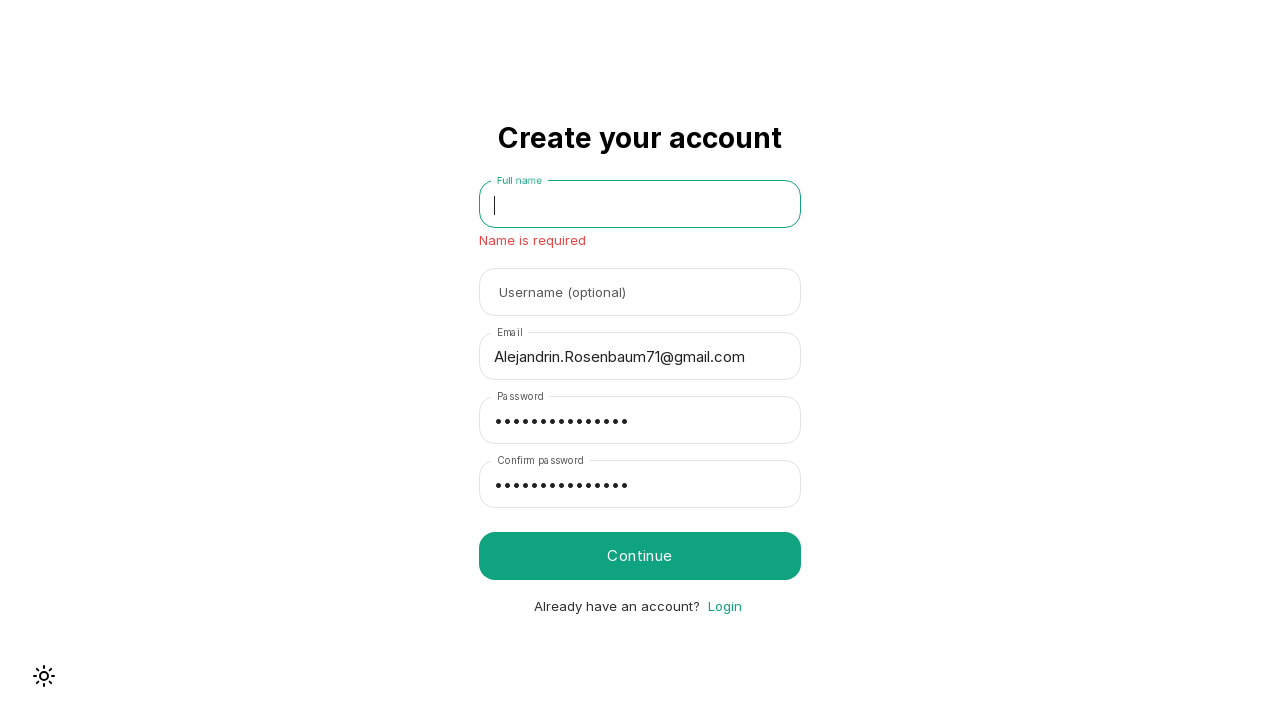 Create your account
Full name
Name is required
Username (optional)
Email
Alejandrin.Rosenbaum71@gmail.com
Password
•••••••••••••••
Confirm password
•••••••••••••••
Continue
Already have an account? Login